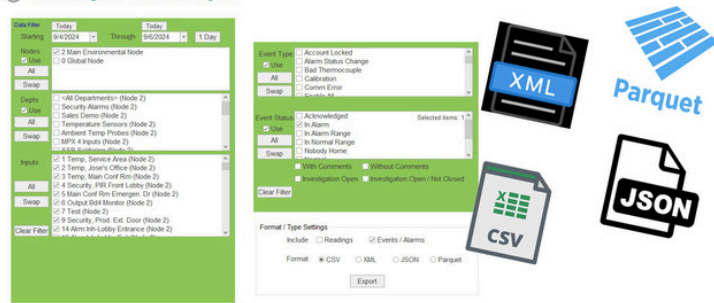 Data Filter Today Today
Starting 9/4/2024 Through 9/6/2024 1 Day
Nodes
Use
All
Swap
2 Main Environmental Node
0 Global Node
Depts
Use
All
Swap
<All Departments> (Node 2)
Security Alarms (Node 2)
Sales Demo (Node 2)
Temperature Sensors (Node 2)
Ambient Temp Probes (Node 2)
MPX 4 Inputs (Node 2)
Inputs
All
Swap
Clear Filter
1 Temp, Service Area (Node 2)
2 Temp, Jose's Office (Node 2)
3 Temp, Main Conf Rm (Node 2)
4 Security, PIR Front Lobby (Node 2)
5 Main Conf Rm Emergen. Dr (Node 2)
6 Output Bd4 Monitor (Node 2)
7 Test (Node 2)
9 Security, Prod. Ext. Door (Node 2)
14 Alrm Inh-Lobby Entrance (Node 2)
Event Type
Use
All
Swap
Account Locked
Alarm Status Change
Bad Thermocouple
Calibration
Comm Error
Event Status
Use
All
Swap
Acknowledged
In Alarm
In Alarm Range
In Normal Range
Nobody Home
Normal
Selected items: 1
With Comments Without Comments
Investigation Open Investigation Open / Not Closed
Clear Filter
Format / Type Settings
Include Readings Events / Alarms
Format CSV XML JSON Parquet
Export
XML
Parquet
CSV
JSON